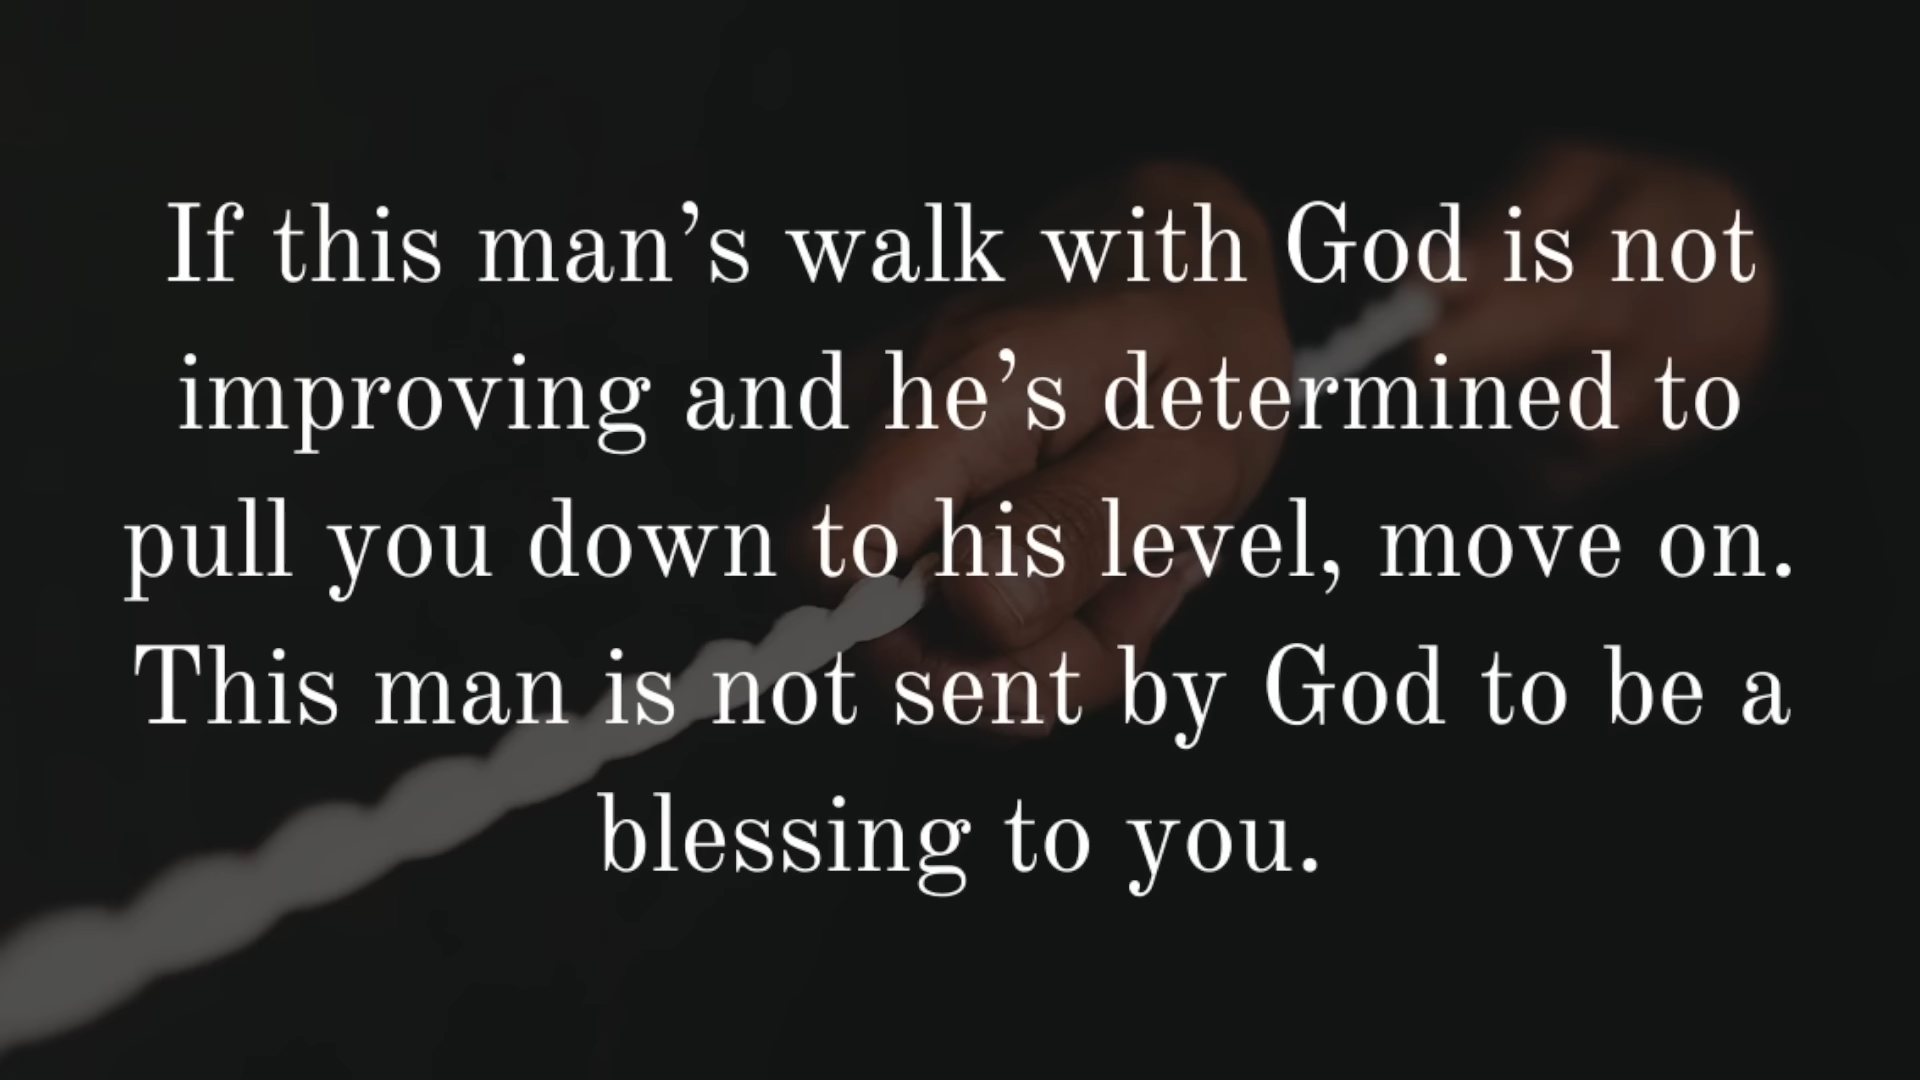 If this man’s walk with God is not
improving and he’s determined to
pull you down to his level, move on.
This man is not sent by God to be a
blessing to you.